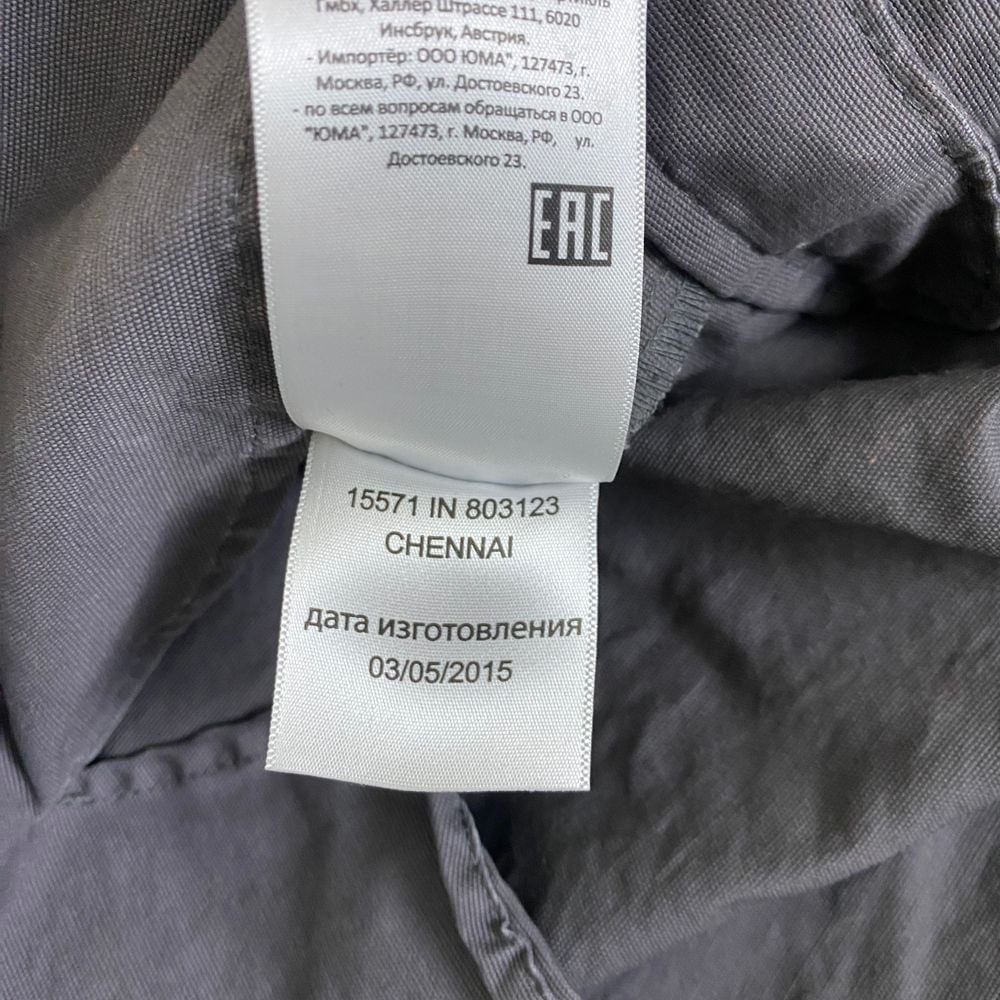 Гмбх, Халлер Штрассе 111, 6020
Инсбрук, Австрия.
- Импортёр: ООО ЮМА", 127473, г.
Москва, РФ, ул. Достоевского 23.
- по всем вопросам обращаться в ООО
"ЮМА", 127473, г. Москва, РФ, ул.
Достоевского 23.
EAC
15571 IN 803123
CHENNAI
дата изготовления
03/05/2015